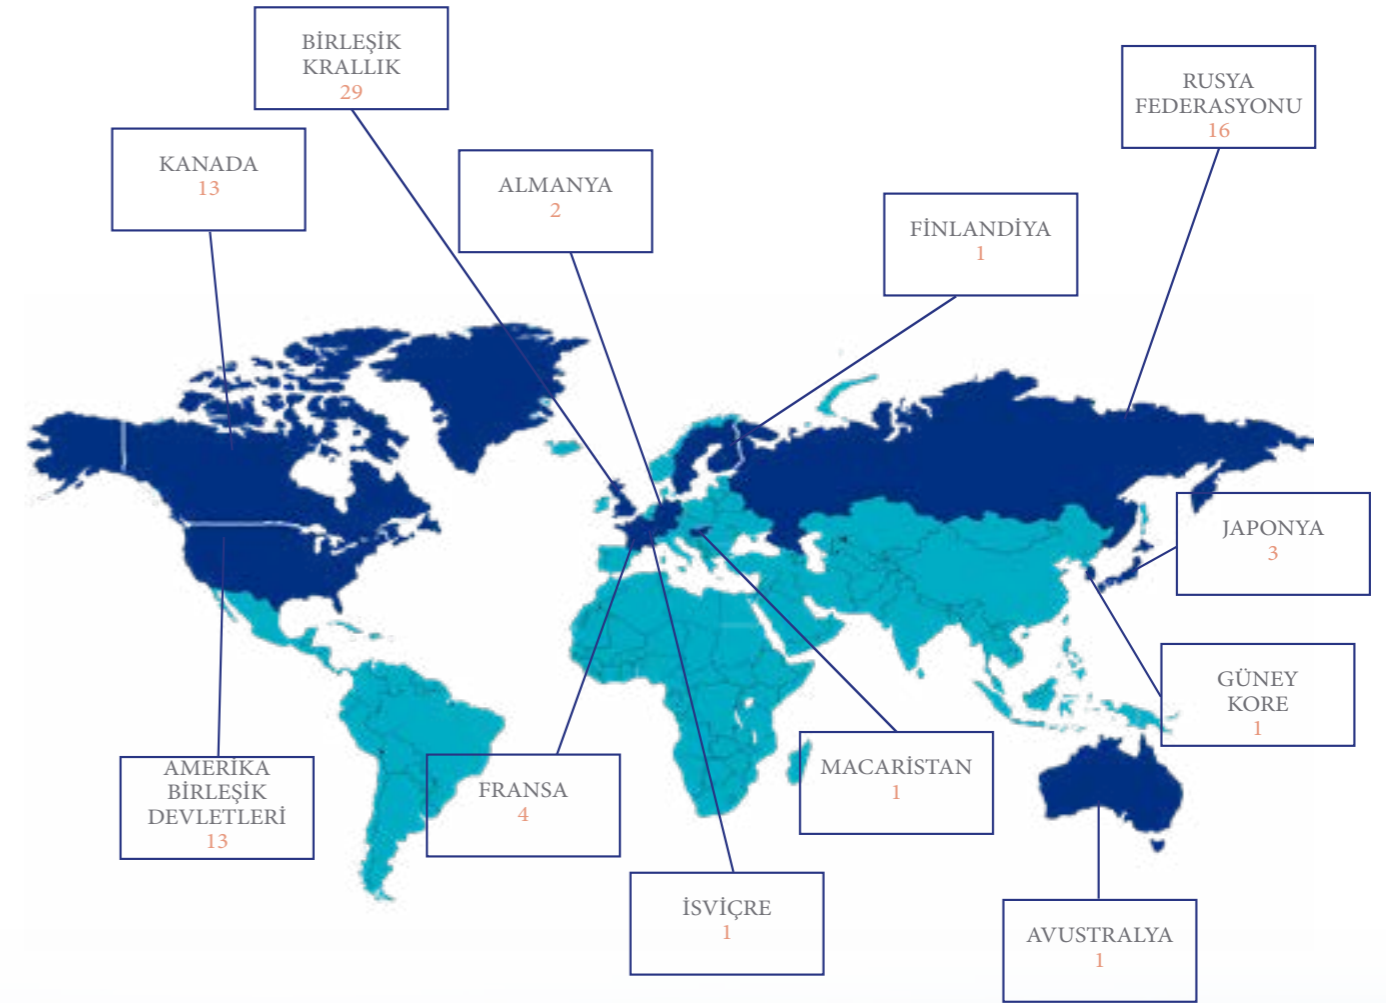 BİRLEŞİK
KRALLIK
29
RUSYA
FEDERASYONU
16
KANADA
13
ALMANYA
2
FİNLANDİYA
1
JAPONYA
3
GÜNEY
KORE
1
AMERİKA
BİRLEŞİK
DEVLETLERİ
13
FRANSA
4
MACARİSTAN
1
İSVİÇRE
1
AVUSTRALYA
1